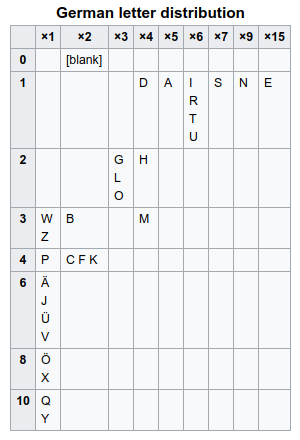 German letter distribution
×1 ×2 ×3 ×4 ×5 ×6 ×7 ×9 ×15
0 [blank]
1 D A I S N E
R
T
U
2 G H
L
O
3 W B M
Z
4 P C F K
6 Ä
J
Ü
V
8 Ö
X
10 Q
Y